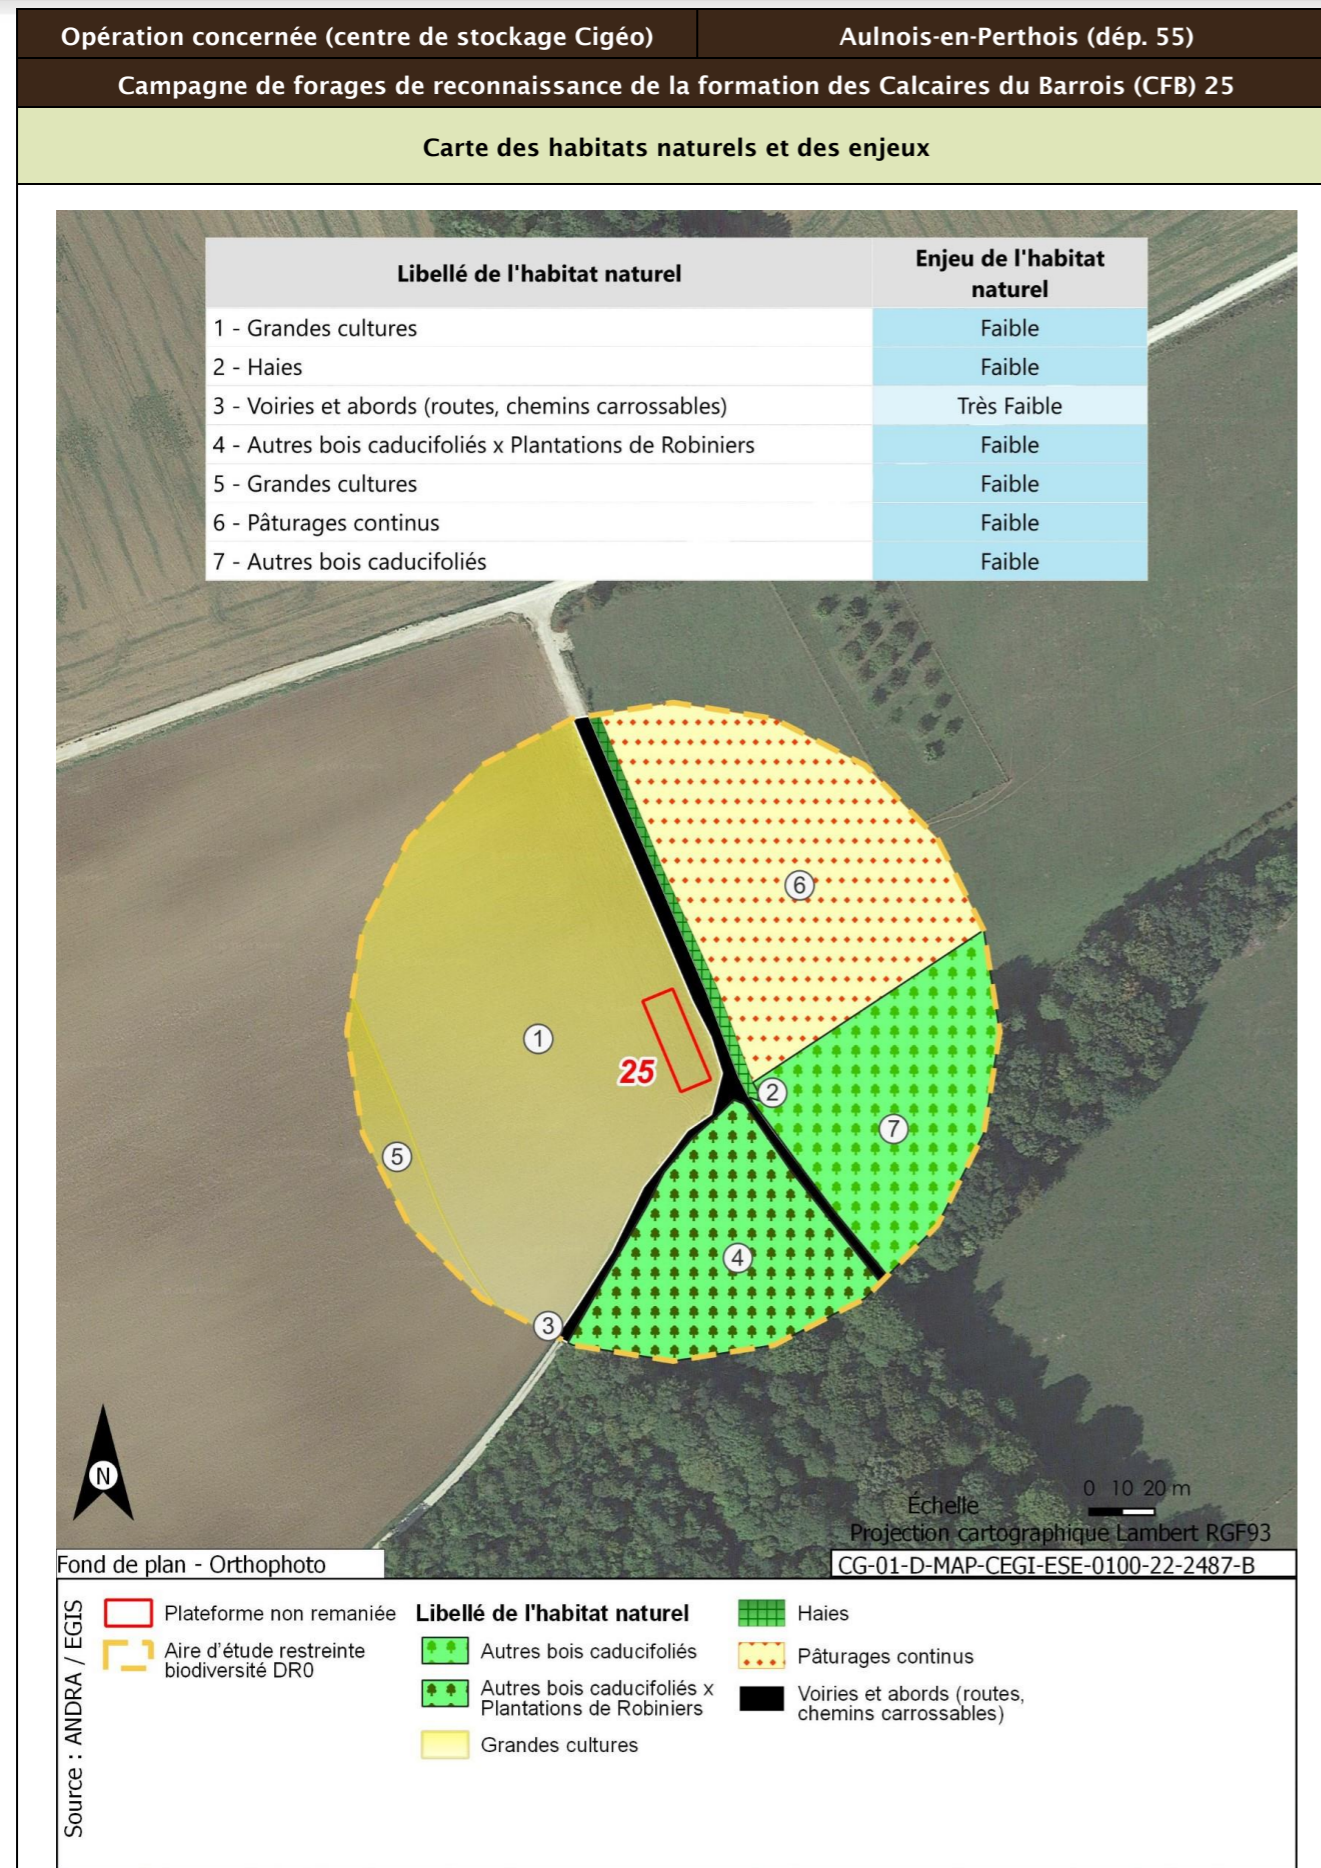 Opération concernée (centre de stockage Cigéo)
Aulnois-en-Perthois (dép. 55)
Campagne de forages de reconnaissance de la formation des Calcaires du Barrois (CFB) 25
Carte des habitats naturels et des enjeux
Libellé de l'habitat naturel
Enjeu de l'habitat
naturel
1 - Grandes cultures
Faible
2 - Haies
Faible
3 - Voiries et abords (routes, chemins carrossables)
Très Faible
4 - Autres bois caducifoliés x Plantations de Robiniers
Faible
5 - Grandes cultures
Faible
6 - Pâturages continus
Faible
7 - Autres bois caducifoliés
Faible
6
1
25
2
7
5
4
3
N
0 10 20 m
Échelle
Projection cartographique Lambert RGF93
Fond de plan - Orthophoto
CG-01-D-MAP-CEGI-ESE-0100-22-2487-B
Source : ANDRA / EGIS
Plateforme non remaniée
Aire d'étude restreinte
biodiversité DR0
Libellé de l'habitat naturel
Autres bois caducifoliés
Autres bois caducifoliés x
Plantations de Robiniers
Grandes cultures
Haies
Pâturages continus
Voiries et abords (routes,
chemins carrossables)